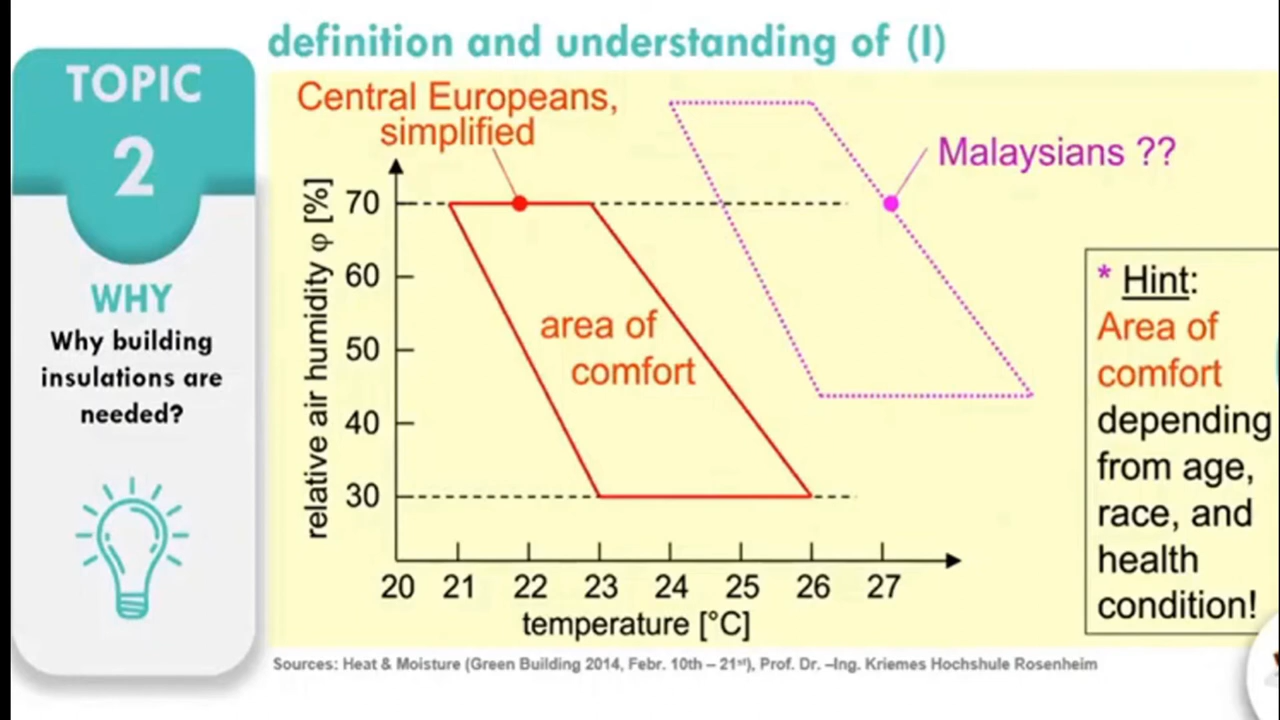 definition and understanding of (I)
TOPIC
2
WHY
Why building
insulations are
needed?
Central Europeans,
simplified
Malaysians ??
relative air humidity φ [%]
70
60
50
40
30
area of
comfort
20 21 22 23 24 25 26 27
temperature [°C]
* Hint:
Area of
comfort
depending
from age,
race, and
health
condition!
Sources: Heat & Moisture (Green Building 2014, Febr. 10th – 21st), Prof. Dr. –Ing. Kriemes Hochshule Rosenheim